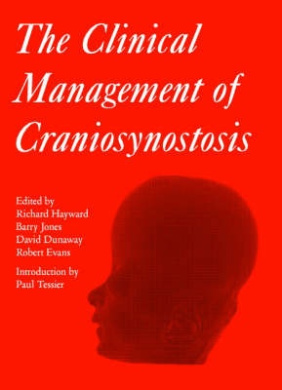 The Clinical
Management of
Craniosynostosis
Edited by
Richard Hayward
Barry Jones
David Dunaway
Robert Evans
Introduction by
Paul Tessier